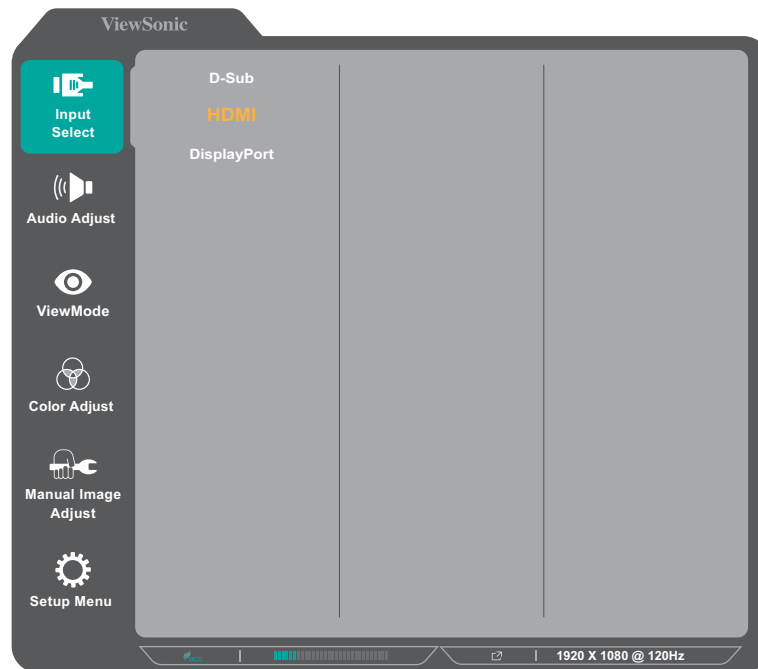 ViewSonic
Input
Select
Audio Adjust
ViewMode
Color Adjust
Manual Image
Adjust
Setup Menu
D-Sub
HDMI
DisplayPort
1920 X 1080 @ 120Hz